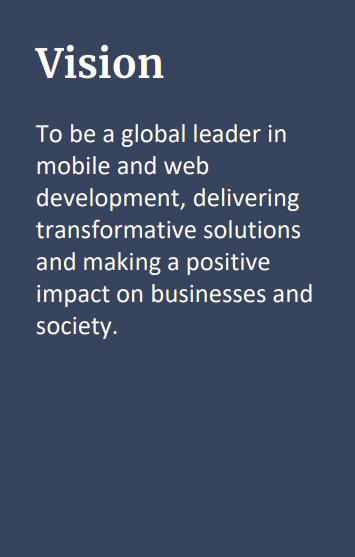 Vision
To be a global leader in
mobile and web
development, delivering
transformative solutions
and making a positive
impact on businesses and
society.